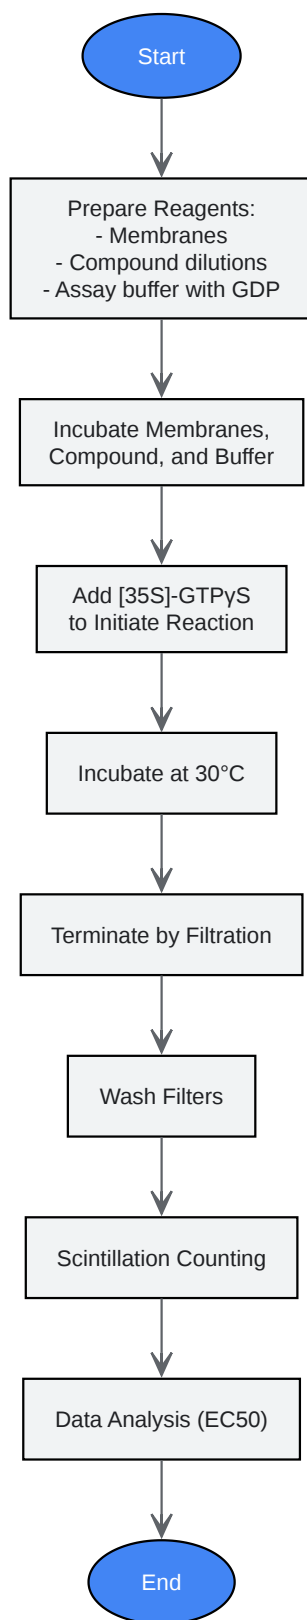 Start
Prepare Reagents:
- Membranes
- Compound dilutions
- Assay buffer with GDP
Incubate Membranes,
Compound, and Buffer
Add [35S]-GTPγS
to Initiate Reaction
Incubate at 30°C
Terminate by Filtration
Wash Filters
Scintillation Counting
Data Analysis (EC50)
End